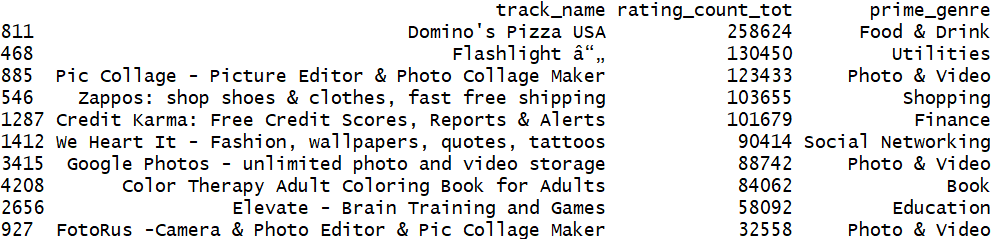 track_name rating_count_tot prime_genre
811 Domino's Pizza USA 258624 Food & Drink
468 Flashlight â“„ 130450 Utilities
885 Pic Collage - Picture Editor & Photo Collage Maker 123433 Photo & Video
546 Zappos: shop shoes & clothes, fast free shipping 103655 Shopping
1287 Credit Karma: Free Credit Scores, Reports & Alerts 101679 Finance
1412 We Heart It - Fashion, wallpapers, quotes, tattoos 90414 Social Networking
3415 Google Photos - unlimited photo and video storage 88742 Photo & Video
4208 Color Therapy Adult Coloring Book for Adults 84062 Book
2656 Elevate - Brain Training and Games 58092 Education
927 FotoRus -Camera & Photo Editor & Pic Collage Maker 32558 Photo & Video